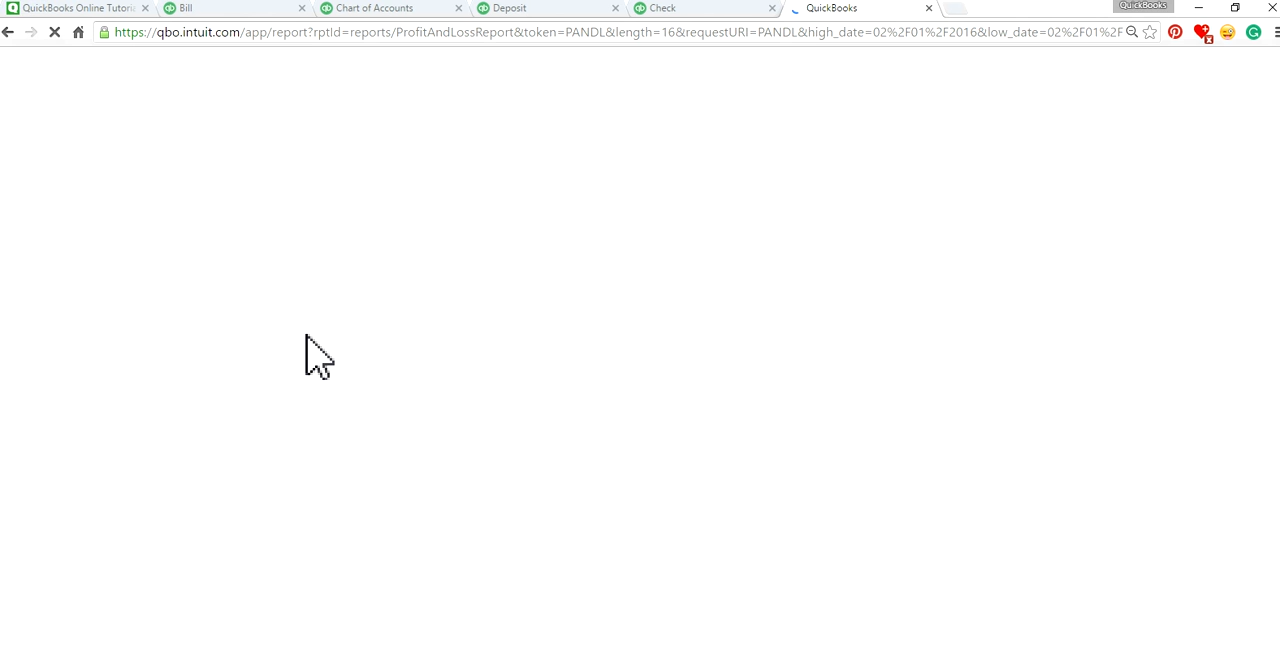 QuickBooks Online Tutoria
Bill
Chart of Accounts
Deposit
Check
QuickBooks
QuickBooks
https://qbo.intuit.com/app/report?rptId=reports/ProfitAndLossReport&token=PANDL&length=16&requestURI=PANDL&high_date=02%2F01%2F2016&low_date=02%2F01%2F